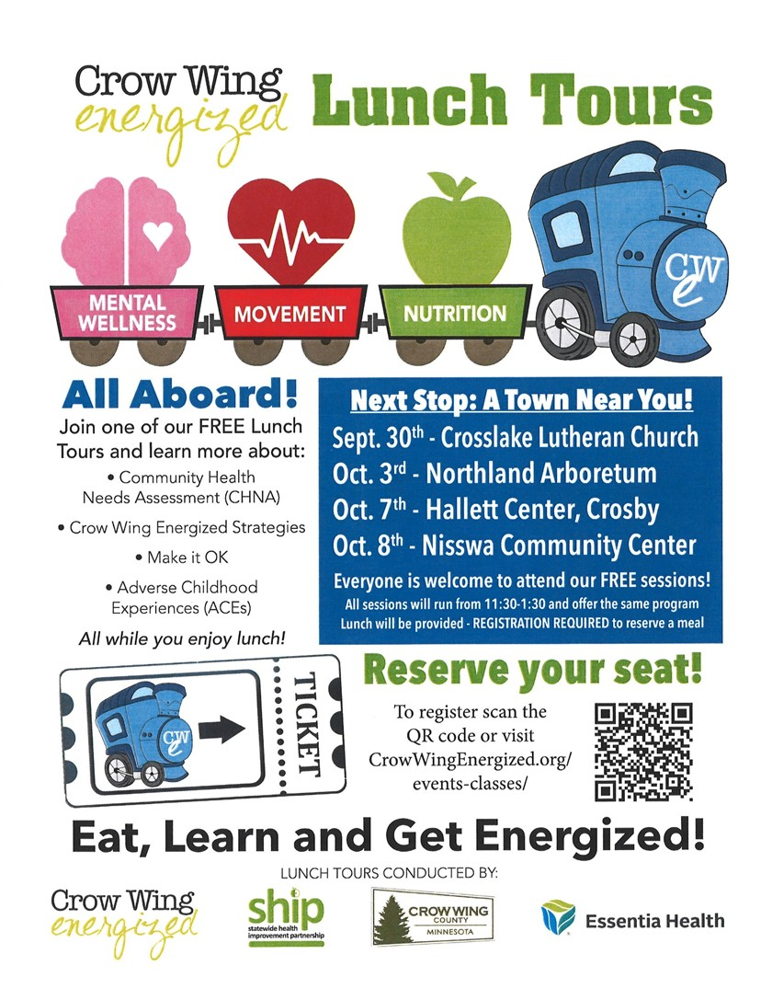 Crow Wing
energized
Lunch Tours
MENTAL
WELLNESS
MOVEMENT
NUTRITION
CWe
All Aboard!
Join one of our FREE Lunch
Tours and learn more about:
• Community Health
Needs Assessment (CHNA)
• Crow Wing Energized Strategies
• Make it OK
• Adverse Childhood
Experiences (ACEs)
All while you enjoy lunch!
Next Stop: A Town Near You!
Sept. 30th - Crosslake Lutheran Church
Oct. 3rd - Northland Arboretum
Oct. 7th - Hallett Center, Crosby
Oct. 8th - Nisswa Community Center
Everyone is welcome to attend our FREE sessions!
All sessions will run from 11:30-1:30 and offer the same program
Lunch will be provided - REGISTRATION REQUIRED to reserve a meal
CWe
TICKET
Reserve your seat!
To register scan the
QR code or visit
CrowWingEnergized.org/
events-classes/
Eat, Learn and Get Energized!
LUNCH TOURS CONDUCTED BY:
Crow Wing
energized
ship
statewide health
improvement partnership
CROW WING
COUNTY
MINNESOTA
Essentia Health